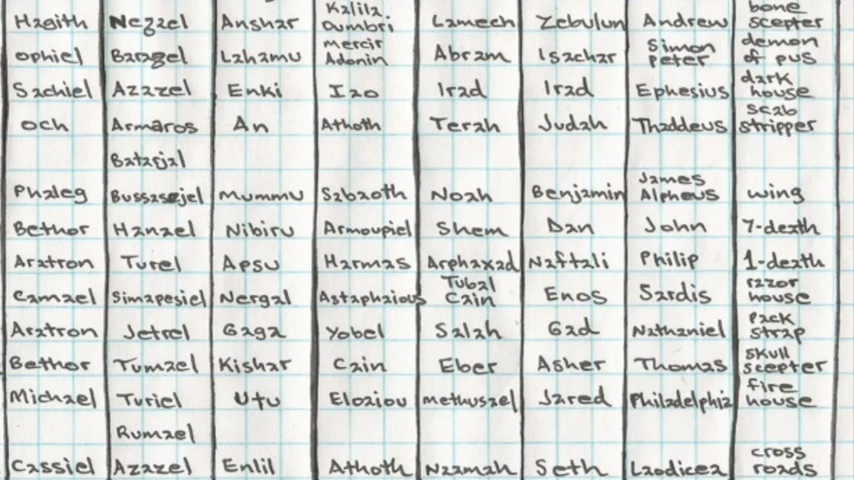 Hagith Nezael Anshar Kalila Oumbri Lamech Zebulun Andrew bone scepter
Ophiel Baragel Lahamu Mercir Adonin Abram Isachar Simon Peter demon of pus
Sachiel Azazel Enki Iao Irad Irad Ephesius dark house
Och Armaros An Athoth Terah Judah Thaddeus scab stripper
Batarjal
Phaleg Bussasejel Mummu Sabaoth Noah Benjamin James Alpheus wing
Bethor Hanael Nibiru Armoupiel Shem Dan John 7-death
Aratron Turel Apsu Harmas Arphaxad Naftali Philip 1-death
Camael Simapesiel Nergal Astaphaious Tubal Cain Enos Sardis razor house
Aratron Jetrel Gaga Yobel Salah Gad Nathaniel pack strap
Bethor Tumael Kishar Cain Eber Asher Thomas skull scepter
Michael Turiel Utu Eloaiou Methusael Jared Philadelphia fire house
Rumael
Cassiel Azazel Enlil Athoth Naamah Seth Laodicea cross roads